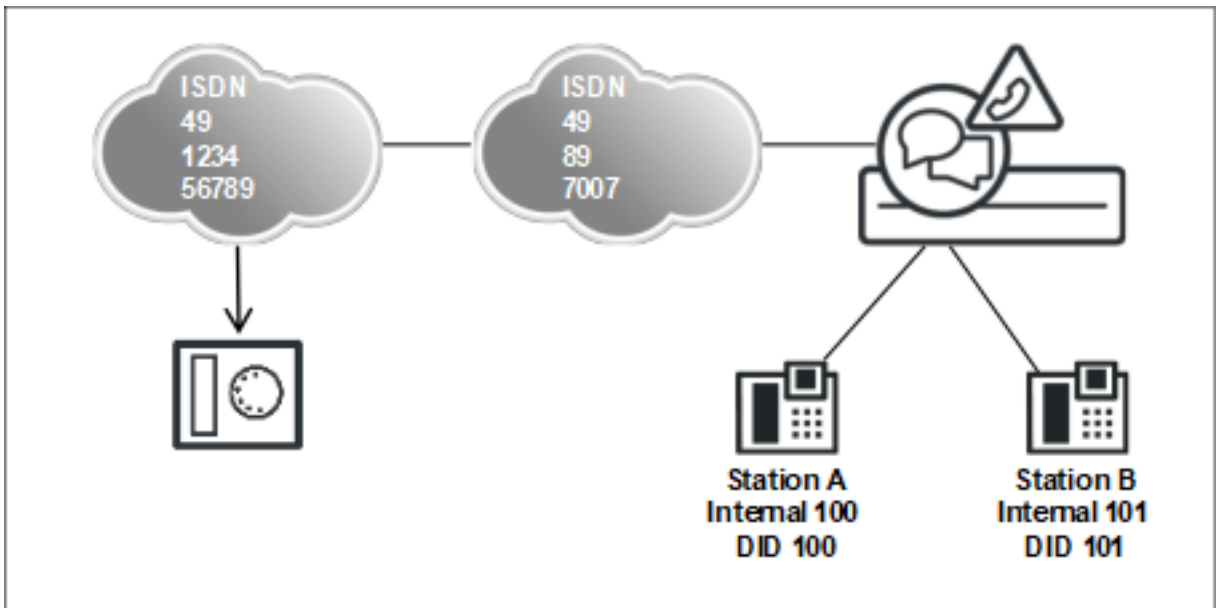 ISDN
49
1234
56789
ISDN
49
89
7007
Station A
Internal 100
DID 100
Station B
Internal 101
DID 101